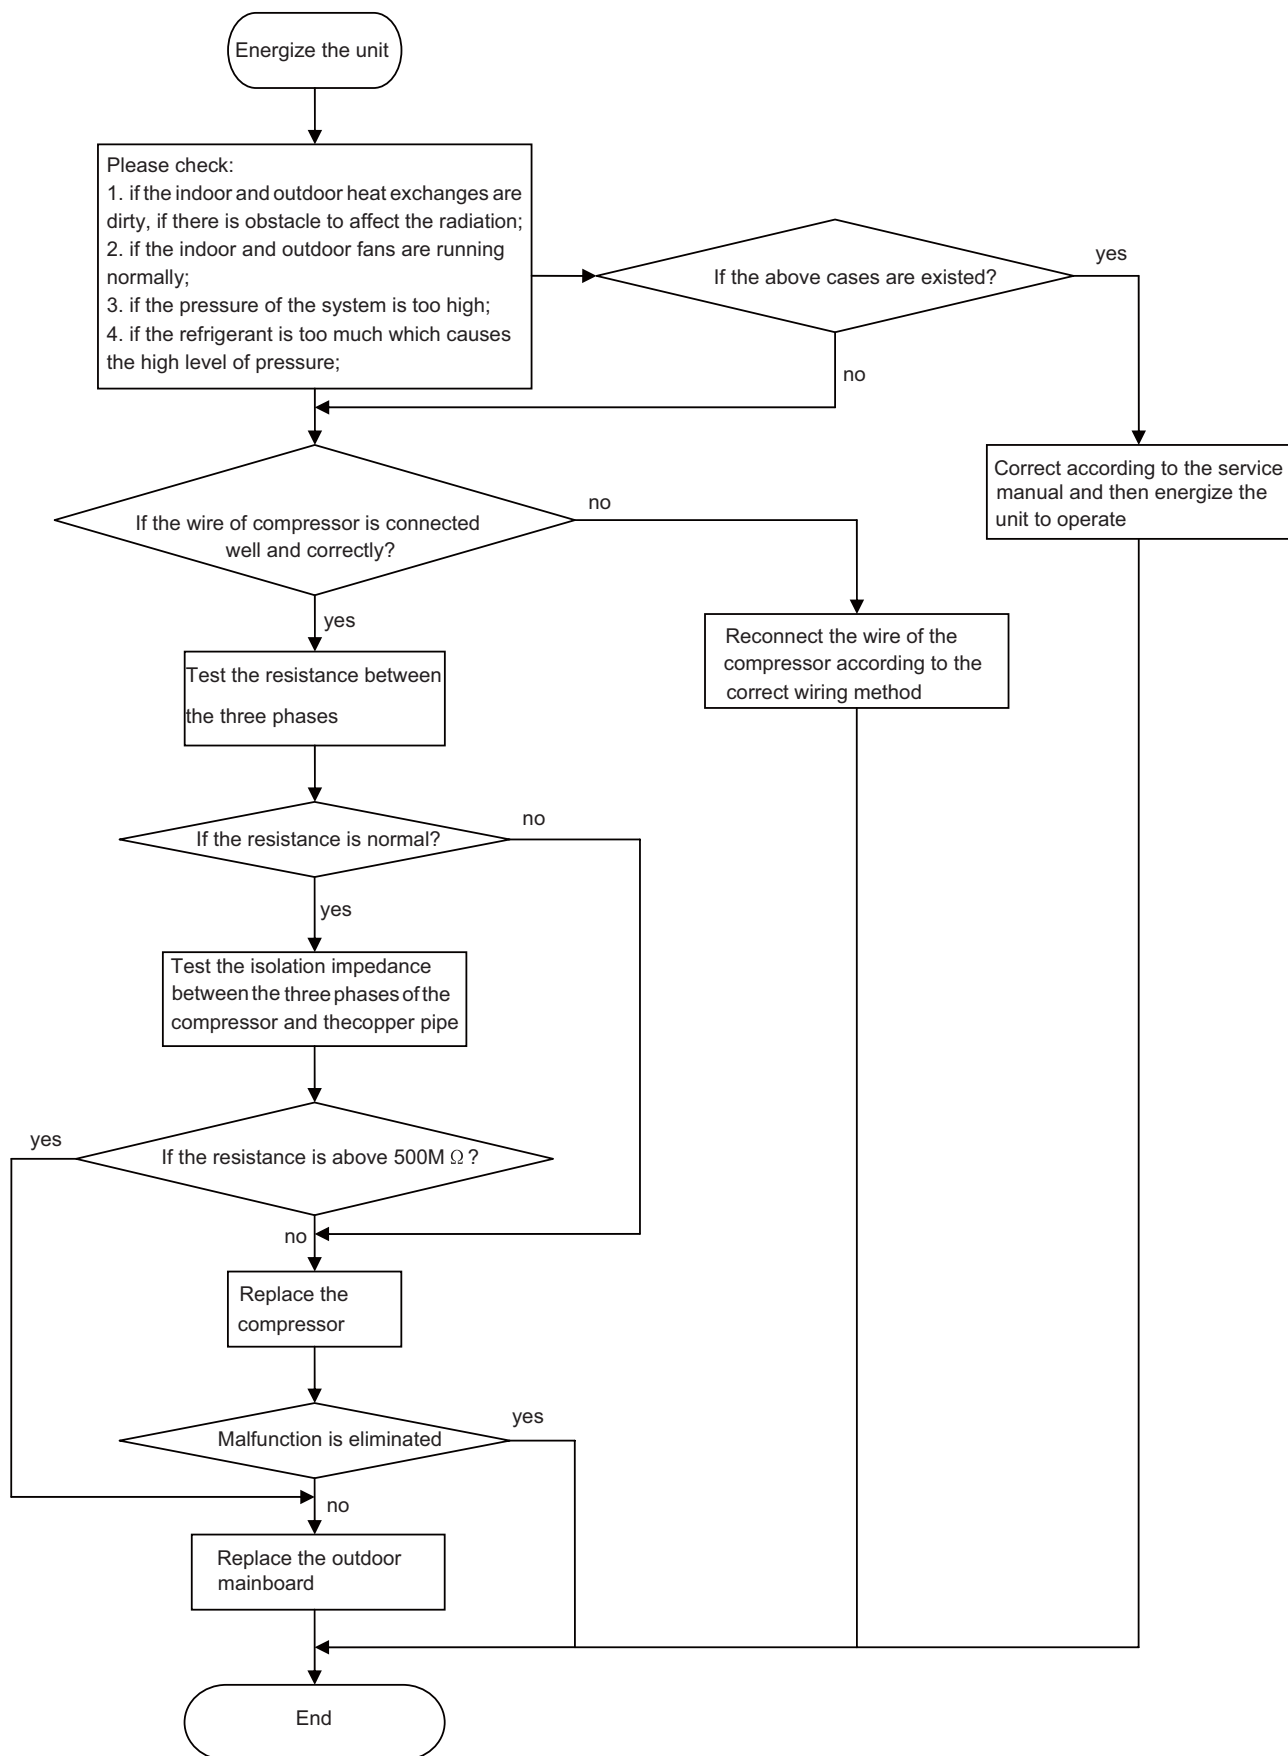 Energize the unit
Please check:
1. if the indoor and outdoor heat exchanges are
dirty, if there is obstacle to affect the radiation;
2. if the indoor and outdoor fans are running
normally;
3. if the pressure of the system is too high;
4. if the refrigerant is too much which causes
the high level of pressure;
If the above cases are existed?
yes
no
Correct according to the service
manual and then energize the
unit to operate
If the wire of compressor is connected
well and correctly?
no
yes
Reconnect the wire of the
compressor according to the
correct wiring method
Test the resistance between
the three phases
If the resistance is normal?
no
yes
Test the isolation impedance
between the three phases of the
compressor and thecopper pipe
yes
If the resistance is above 500M Ω ?
no
Replace the
compressor
Malfunction is eliminated
yes
no
Replace the outdoor
mainboard
End